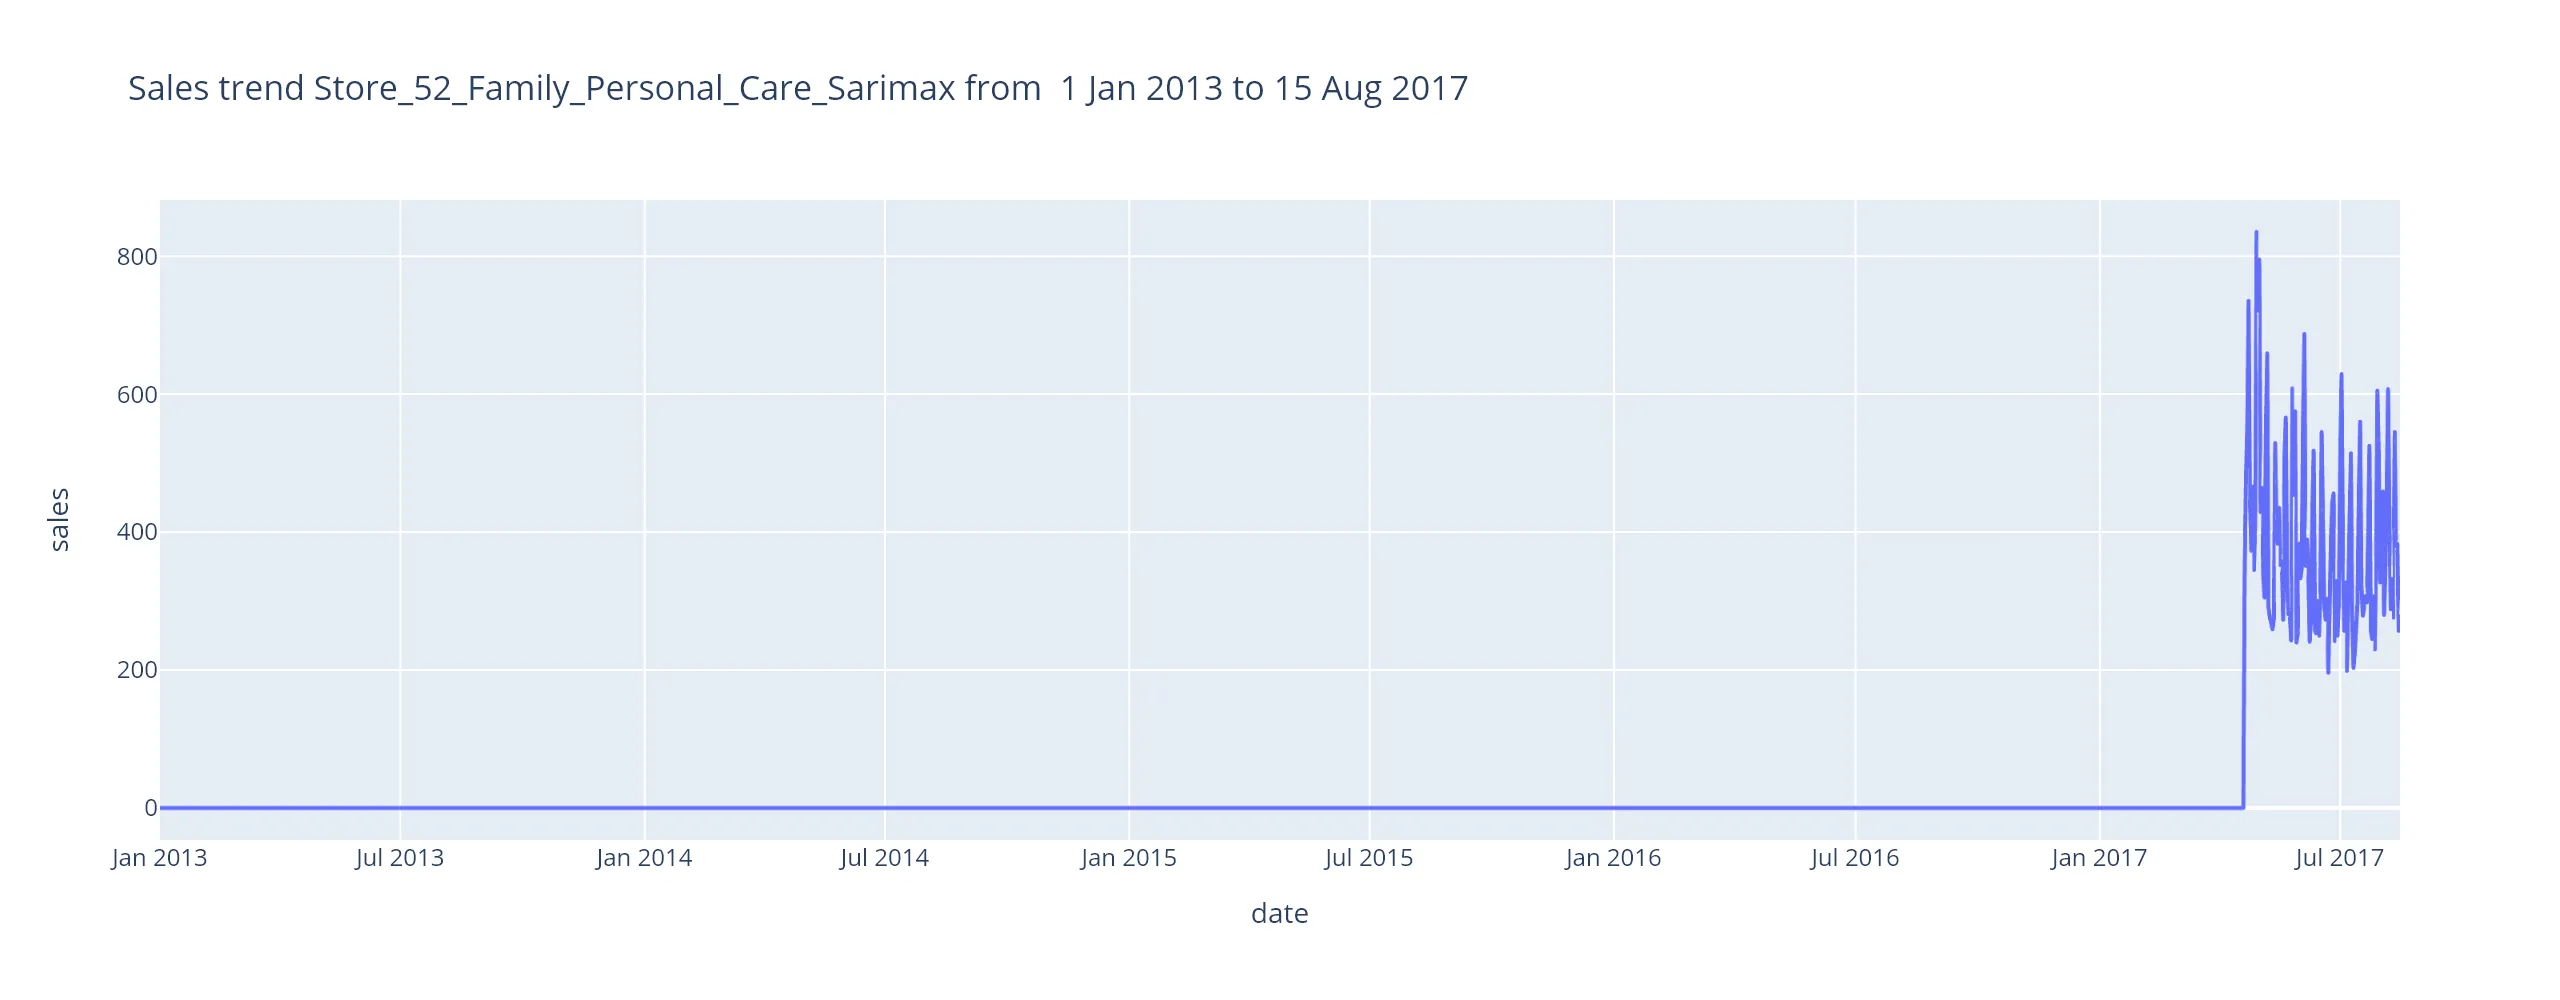 Sales trend Store_52_Family_Personal_Care_Sarimax from  1 Jan 2013 to 15 Aug 2017
800
600
400
200
0
sales
Jan 2013
Jul 2013
Jan 2014
Jul 2014
Jan 2015
Jul 2015
Jan 2016
Jul 2016
Jan 2017
Jul 2017
date